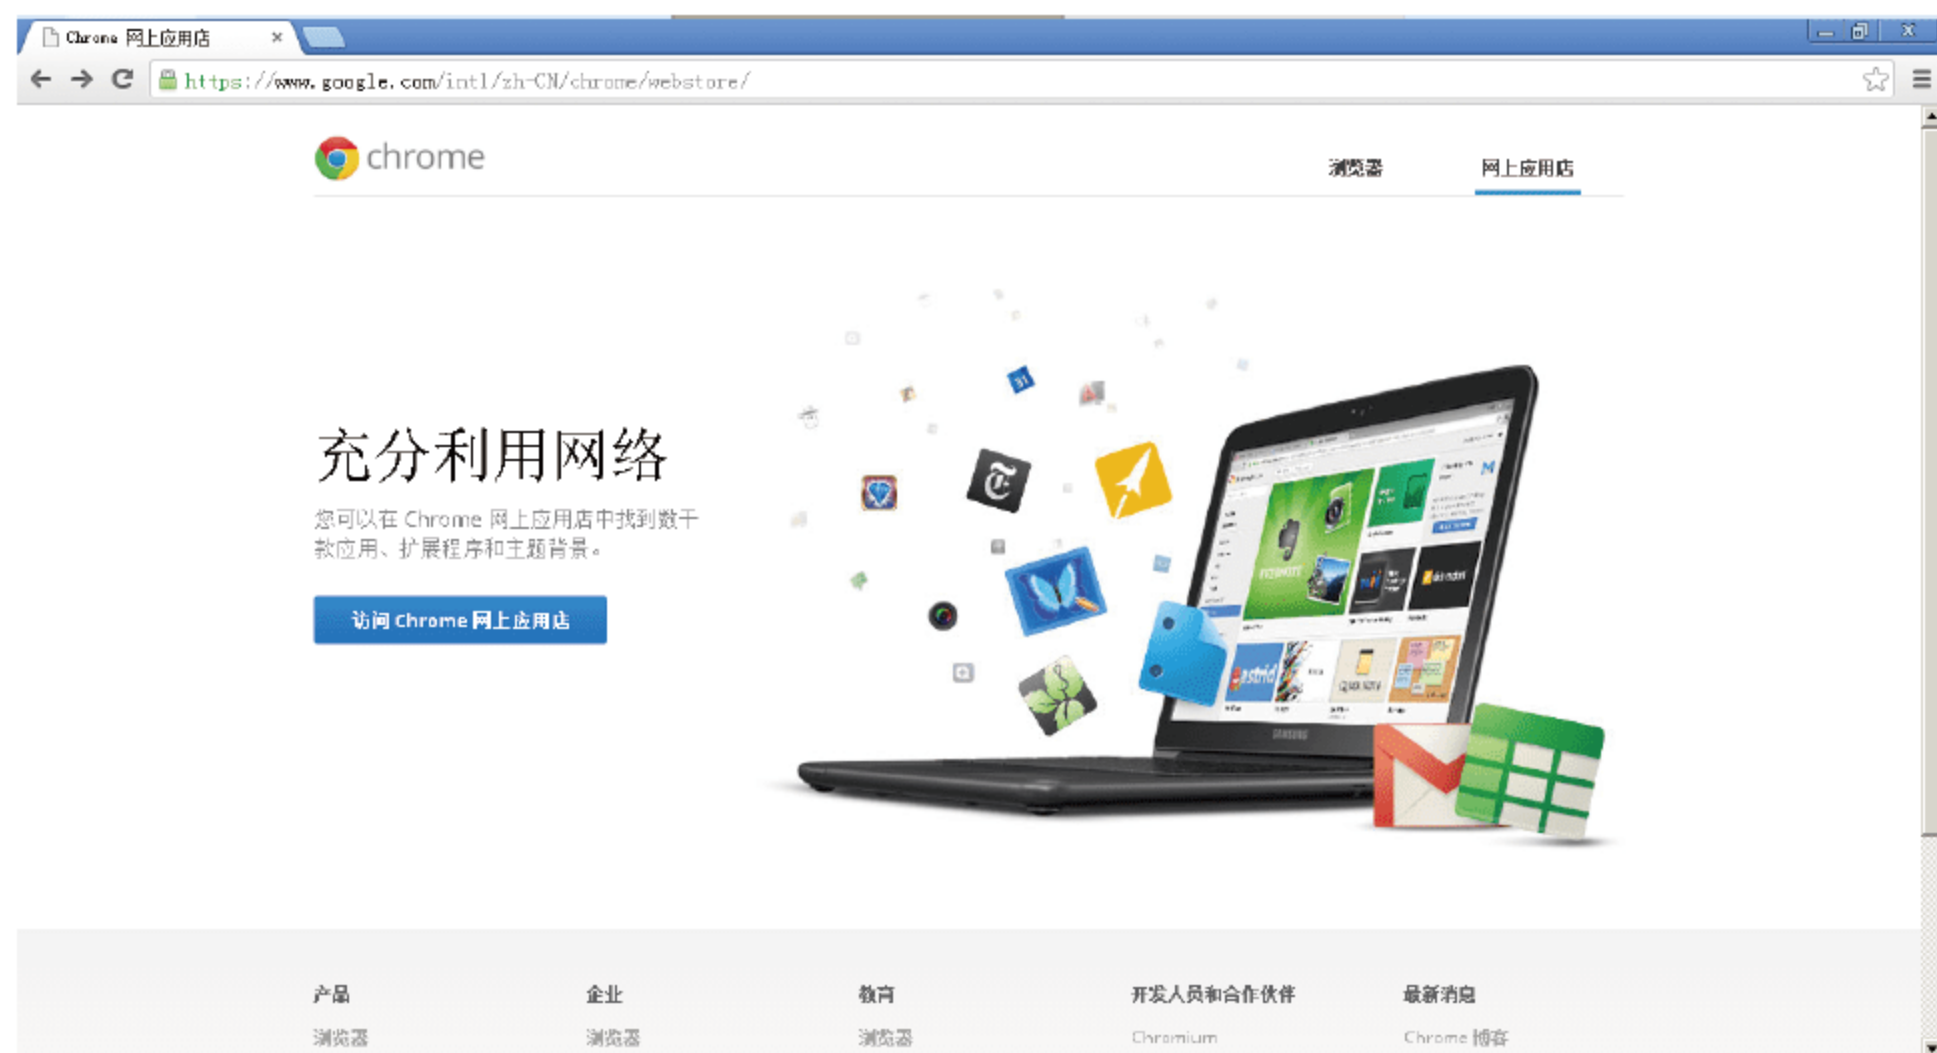 Chrome 网上应用店
https://www.google.com/intl/zh-CN/chrome/webstore/
chrome
浏览器
网上应用店
31
充分利用网络
您可以在 Chrome 网上应用店中找到数千
款应用、扩展程序和主题背景。
访问 Chrome 网上应用店
SAMSUNG
产品
企业
教育
开发人员和合作伙伴
最新消息
浏览器
浏览器
浏览器
Chromium
Chrome 博客